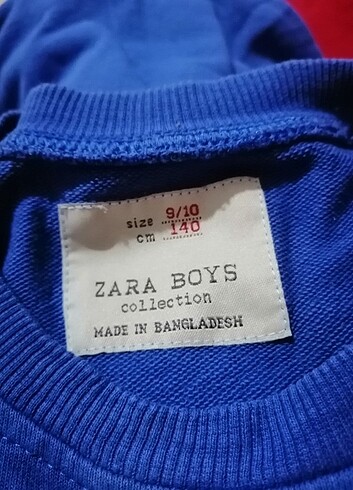 size 9/10
cm 140
ZARA BOYS
collection
MADE IN BANGLADESH